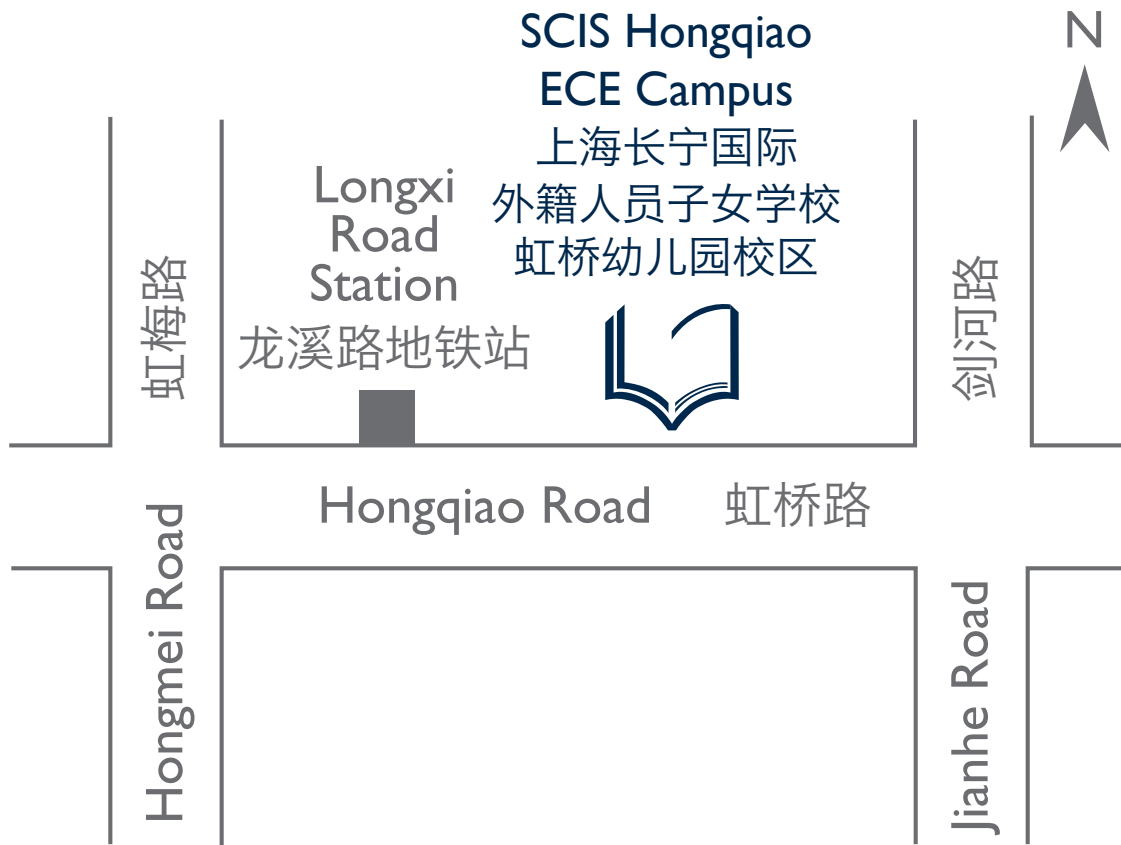 SCIS Hongqiao
ECE Campus
上海长宁国际
外籍人员子女学校
虹桥幼儿园校区
N
Longxi
Road
Station
龙溪路地铁站
虹梅路
剑河路
Hongqiao Road 虹桥路
Hongmei Road
Jianhe Road